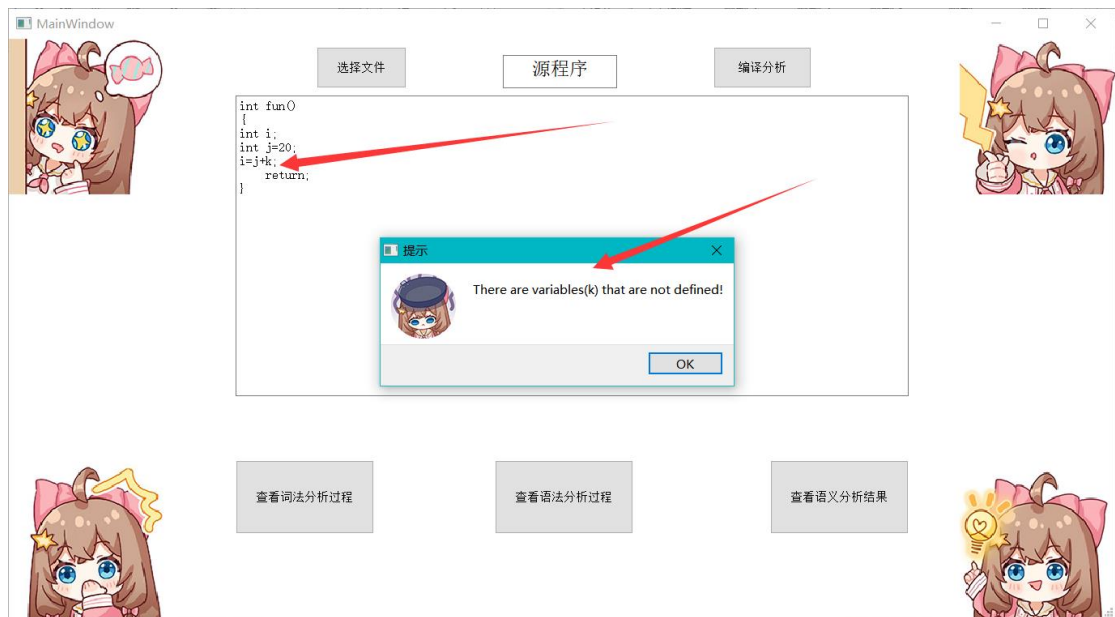 MainWindow
选择文件
源程序
编译分析
int fun()
{
int i;
int j=20;
i=j+k;
    return;
}
提示
There are variables(k) that are not defined!
OK
查看词法分析过程
查看语法分析过程
查看语义分析结果